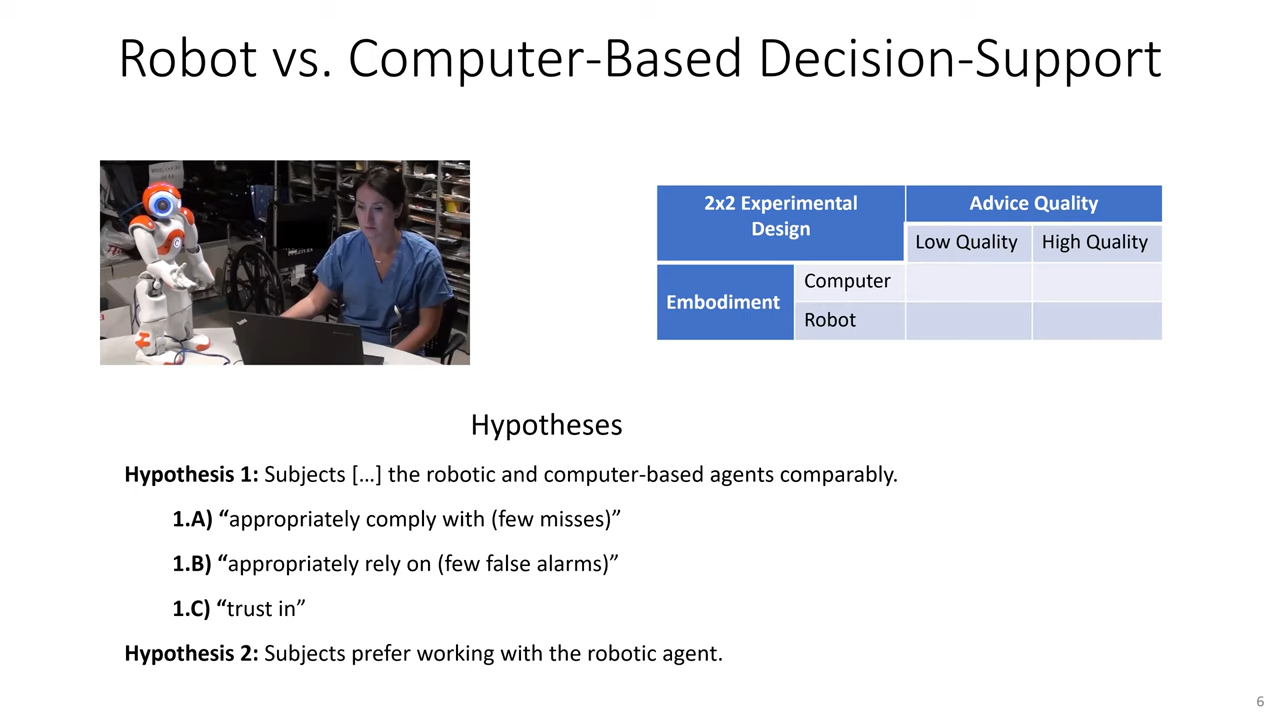 Robot vs. Computer-Based Decision-Support
2x2 Experimental
Design
Advice Quality
Low Quality
High Quality
Embodiment
Computer
Robot
Hypotheses
Hypothesis 1: Subjects […] the robotic and computer-based agents comparably.
1.A) “appropriately comply with (few misses)”
1.B) “appropriately rely on (few false alarms)”
1.C) “trust in”
Hypothesis 2: Subjects prefer working with the robotic agent.
6